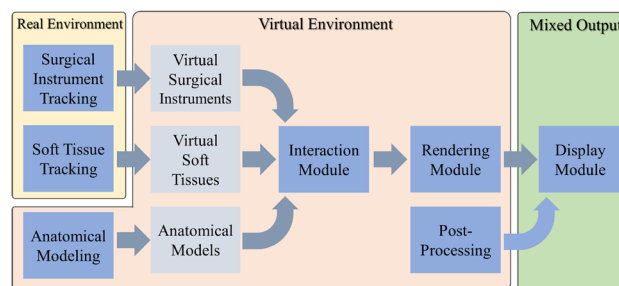 Real Environment
Virtual Environment
Mixed Output
Surgical
Instrument
Tracking
Virtual
Surgical
Instruments
Soft Tissue
Tracking
Virtual
Soft
Tissues
Interaction
Module
Rendering
Module
Display
Module
Anatomical
Modeling
Anatomical
Models
Post-
Processing